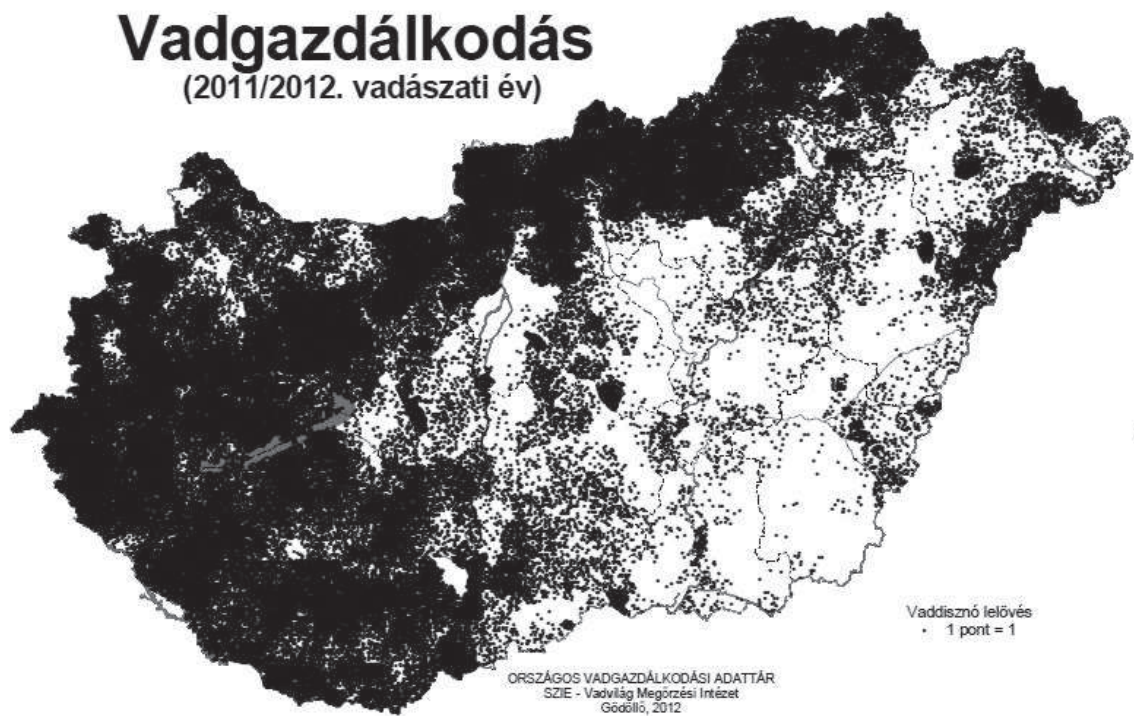 Vadgazdálkodás
(2011/2012. vadászati év)
Vaddisznó lelövés
• 1 pont = 1
ORSZÁGOS VADGAZDÁLKODÁSI ADATTÁR
SZIE - Vadvilág Megőrzési Intézet
Gödöllő, 2012